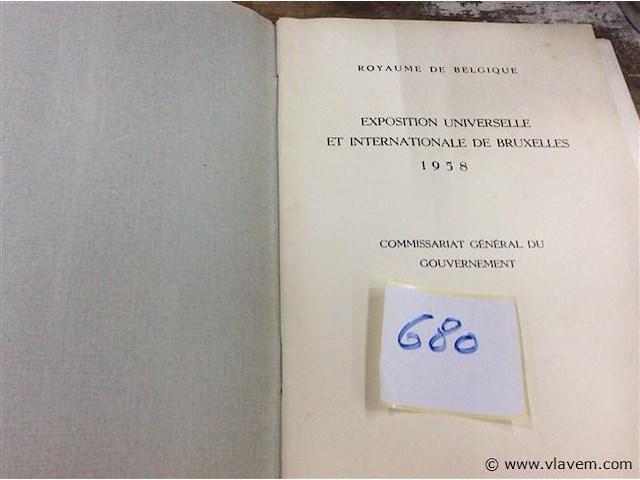 ROYAUME DE BELGIQUE
EXPOSITION UNIVERSELLE
ET INTERNATIONALE DE BRUXELLES
1958
COMMISSARIAT GÉNÉRAL DU
GOUVERNEMENT
680
© www.vlavem.com